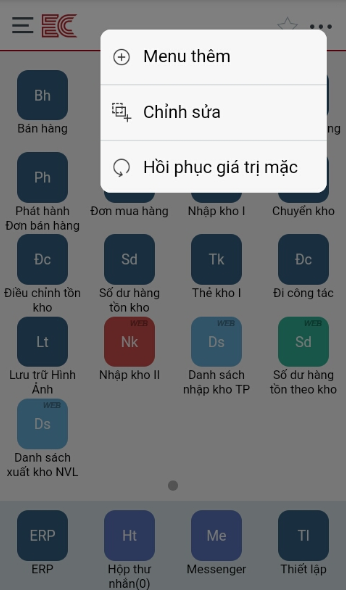 EC
Menu thêm
Chỉnh sửa
Hồi phục giá trị mặc
Bh
Bán hàng
ng
Ph
Phát hành
Đơn bán hàng
Đơn mua hàng
Nhập kho I
Chuyển kho
Đc
Điều chỉnh tồn
kho
Sd
Số dư hàng
tồn kho
Tk
Thẻ kho I
Đc
Đi công tác
Lt
Lưu trữ Hình
Ảnh
WEB
Nk
Nhập kho II
WEB
Ds
Danh sách
nhập kho TP
WEB
Sd
Số dư hàng
tồn theo kho
WEB
Ds
Danh sách
xuất kho NVL
ERP
ERP
Ht
Hộp thư
nhắn(0)
Me
Messenger
Tl
Thiết lập